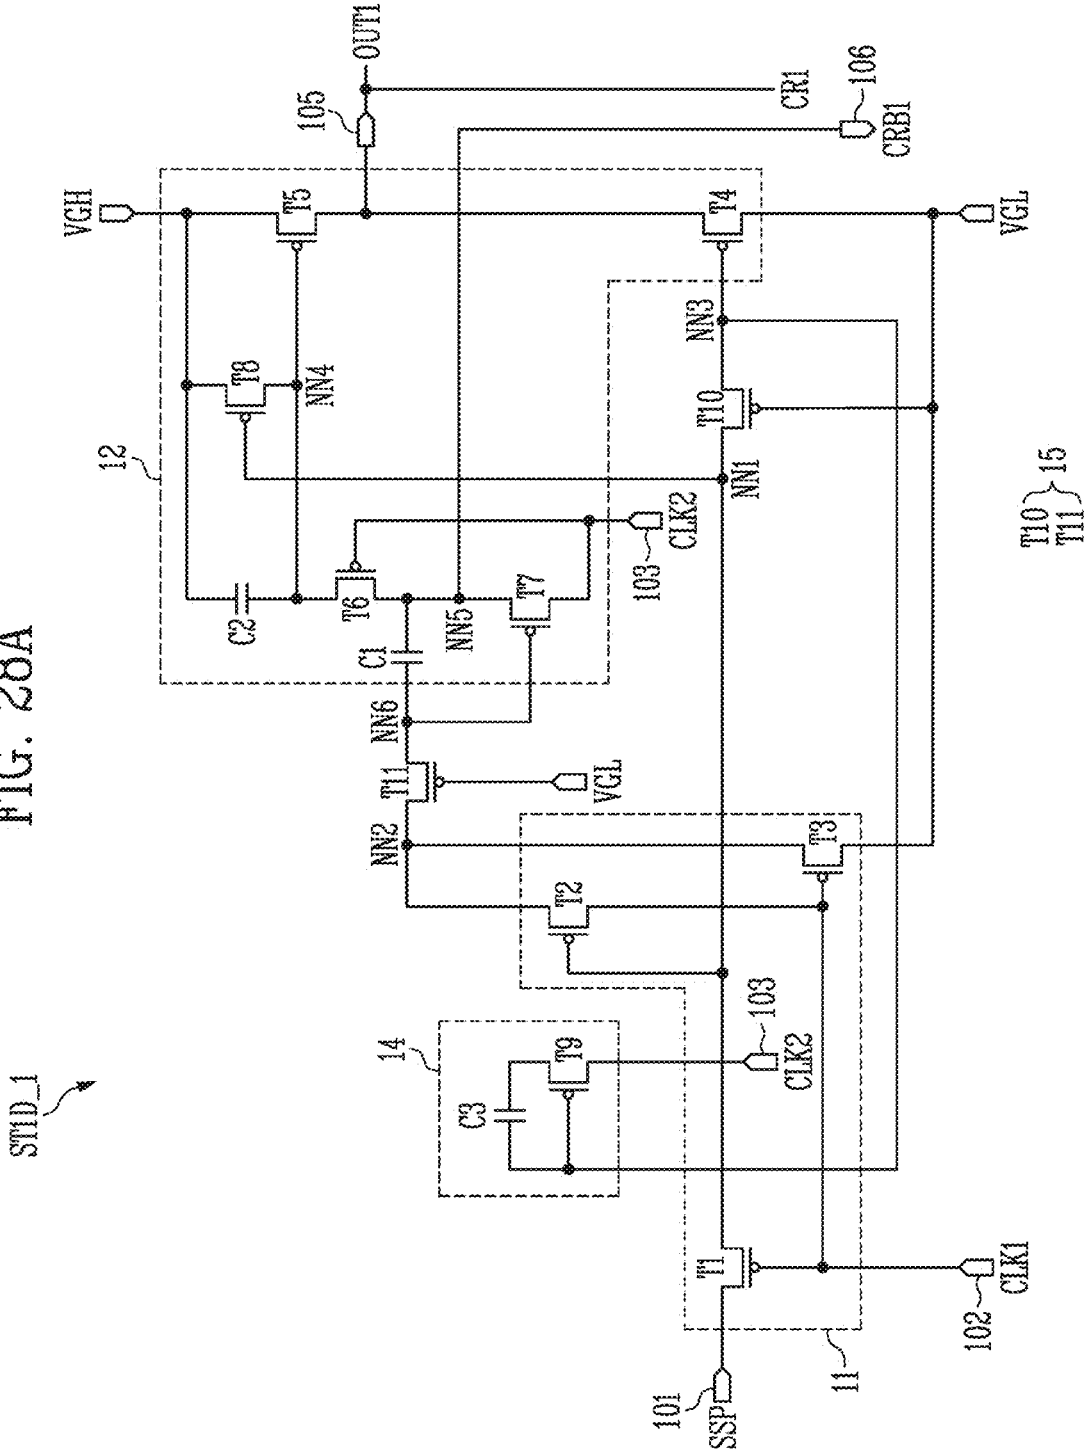 FIG. 28A
ST1D_1
VGH
12
105
OUT1
C2
T8
T5
NN4
T6
C1
NN5
T7
CLK2
103
CR1
CRB1
106
NN6
T11
VGL
NN2
NN1
T10
NN3
T4
VGL
14
C3
T9
103
CLK2
T2
T3
101
SSP
T1
11
102
CLK1
T10
T11
15